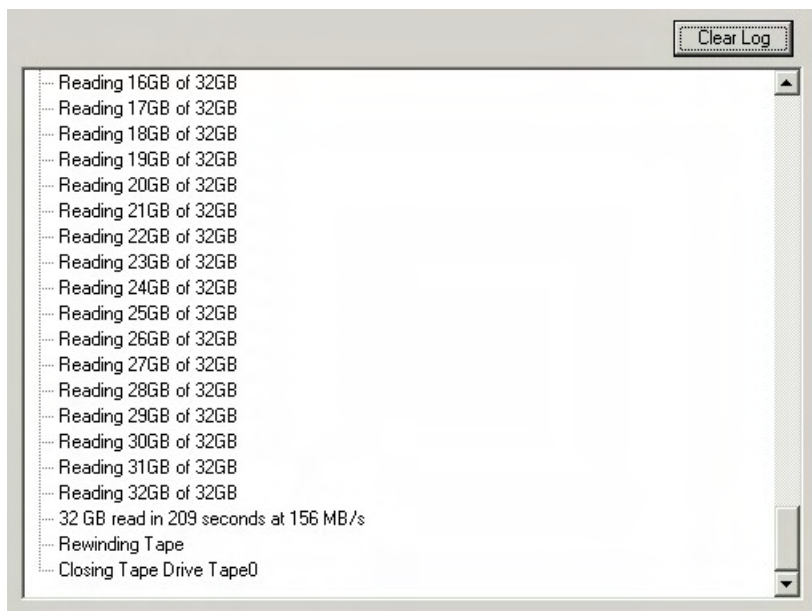 Clear Log
Reading 16GB of 32GB
Reading 17GB of 32GB
Reading 18GB of 32GB
Reading 19GB of 32GB
Reading 20GB of 32GB
Reading 21GB of 32GB
Reading 22GB of 32GB
Reading 23GB of 32GB
Reading 24GB of 32GB
Reading 25GB of 32GB
Reading 26GB of 32GB
Reading 27GB of 32GB
Reading 28GB of 32GB
Reading 29GB of 32GB
Reading 30GB of 32GB
Reading 31GB of 32GB
Reading 32GB of 32GB
32 GB read in 209 seconds at 156 MB/s
Rewinding Tape
Closing Tape Drive Tape0